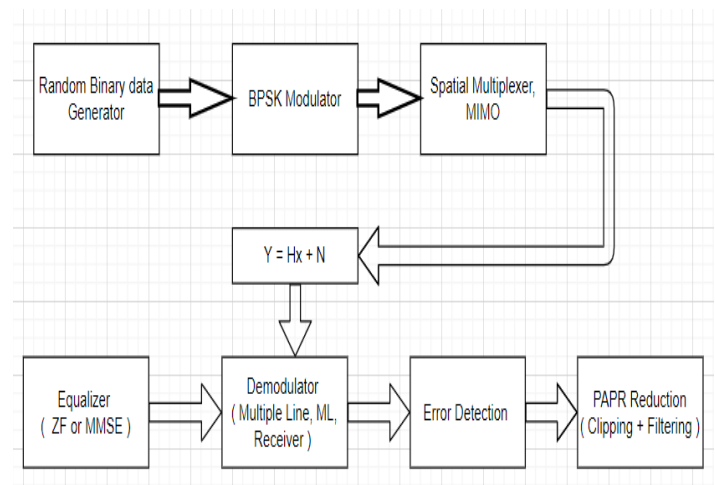 Random Binary data
Generator
BPSK Modulator
Spatial Multiplexer,
MIMO
Y = Hx + N
Equalizer
( ZF or MMSE )
Demodulator
( Multiple Line, ML,
Receiver )
Error Detection
PAPR Reduction
( Clipping + Filtering )